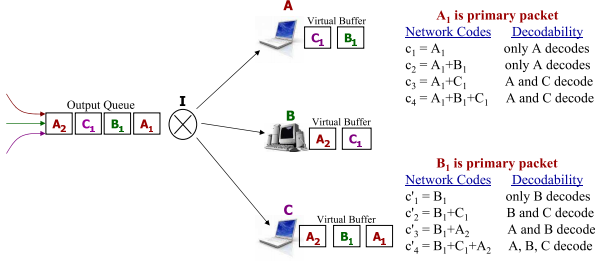 A
Virtual Buffer
C1 B1
Output Queue
I
A2 C1 B1 A1
B
Virtual Buffer
A2 C1
C
Virtual Buffer
A2 B1 A1
A1 is primary packet
Network Codes Decodability
c1 = A1 only A decodes
c2 = A1+B1 only A decodes
c3 = A1+C1 A and C decode
c4 = A1+B1+C1 A and C decode
B1 is primary packet
Network Codes Decodability
c'1 = B1 only B decodes
c'2 = B1+C1 B and C decode
c'3 = B1+A2 A and B decode
c'4 = B1+C1+A2 A, B, C decode